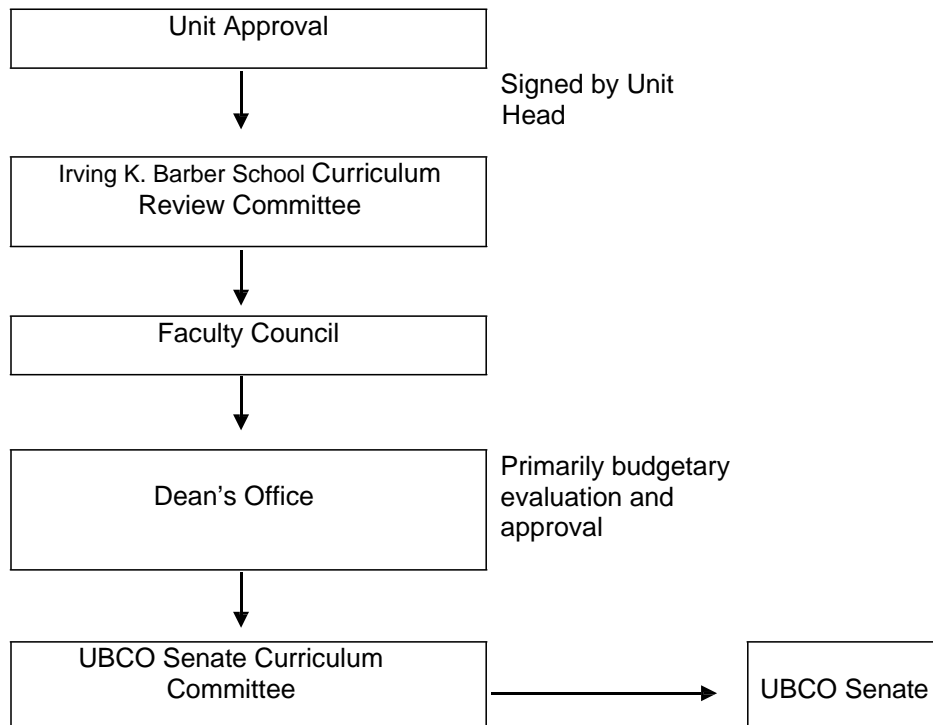 Unit Approval
Signed by Unit
Head
Irving K. Barber School Curriculum
Review Committee
Faculty Council
Dean’s Office
Primarily budgetary
evaluation and
approval
UBCO Senate Curriculum
Committee
UBCO Senate